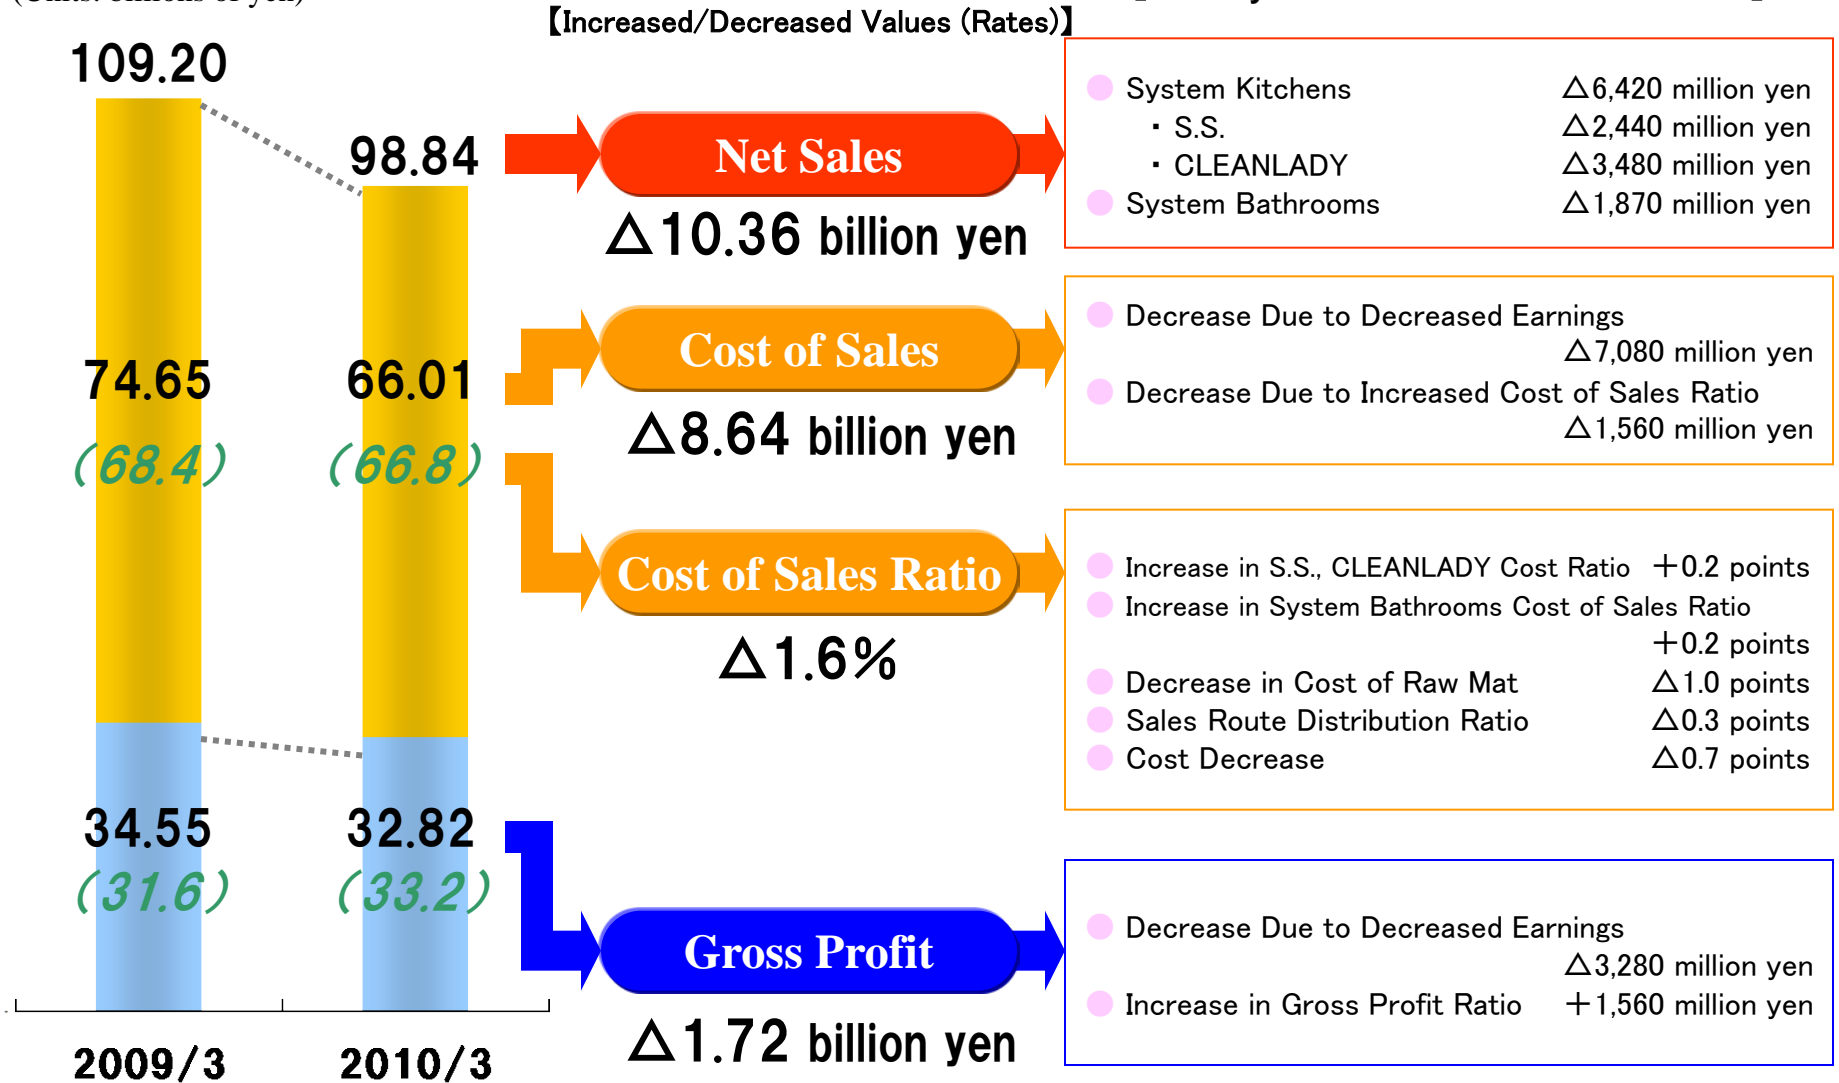 (Units: billions of yen)
【Increased/Decreased Values (Rates)】
109.20
98.84
74.65
(68.4)
66.01
(66.8)
34.55
(31.6)
32.82
(33.2)
2009/3
2010/3
Net Sales
△10.36 billion yen
● System Kitchens △6,420 million yen
・ S.S. △2,440 million yen
・ CLEANLADY △3,480 million yen
● System Bathrooms △1,870 million yen
Cost of Sales
△8.64 billion yen
● Decrease Due to Decreased Earnings
△7,080 million yen
● Decrease Due to Increased Cost of Sales Ratio
△1,560 million yen
Cost of Sales Ratio
△1.6%
● Increase in S.S., CLEANLADY Cost Ratio +0.2 points
● Increase in System Bathrooms Cost of Sales Ratio
+0.2 points
● Decrease in Cost of Raw Mat △1.0 points
● Sales Route Distribution Ratio △0.3 points
● Cost Decrease △0.7 points
Gross Profit
△1.72 billion yen
● Decrease Due to Decreased Earnings
△3,280 million yen
● Increase in Gross Profit Ratio +1,560 million yen